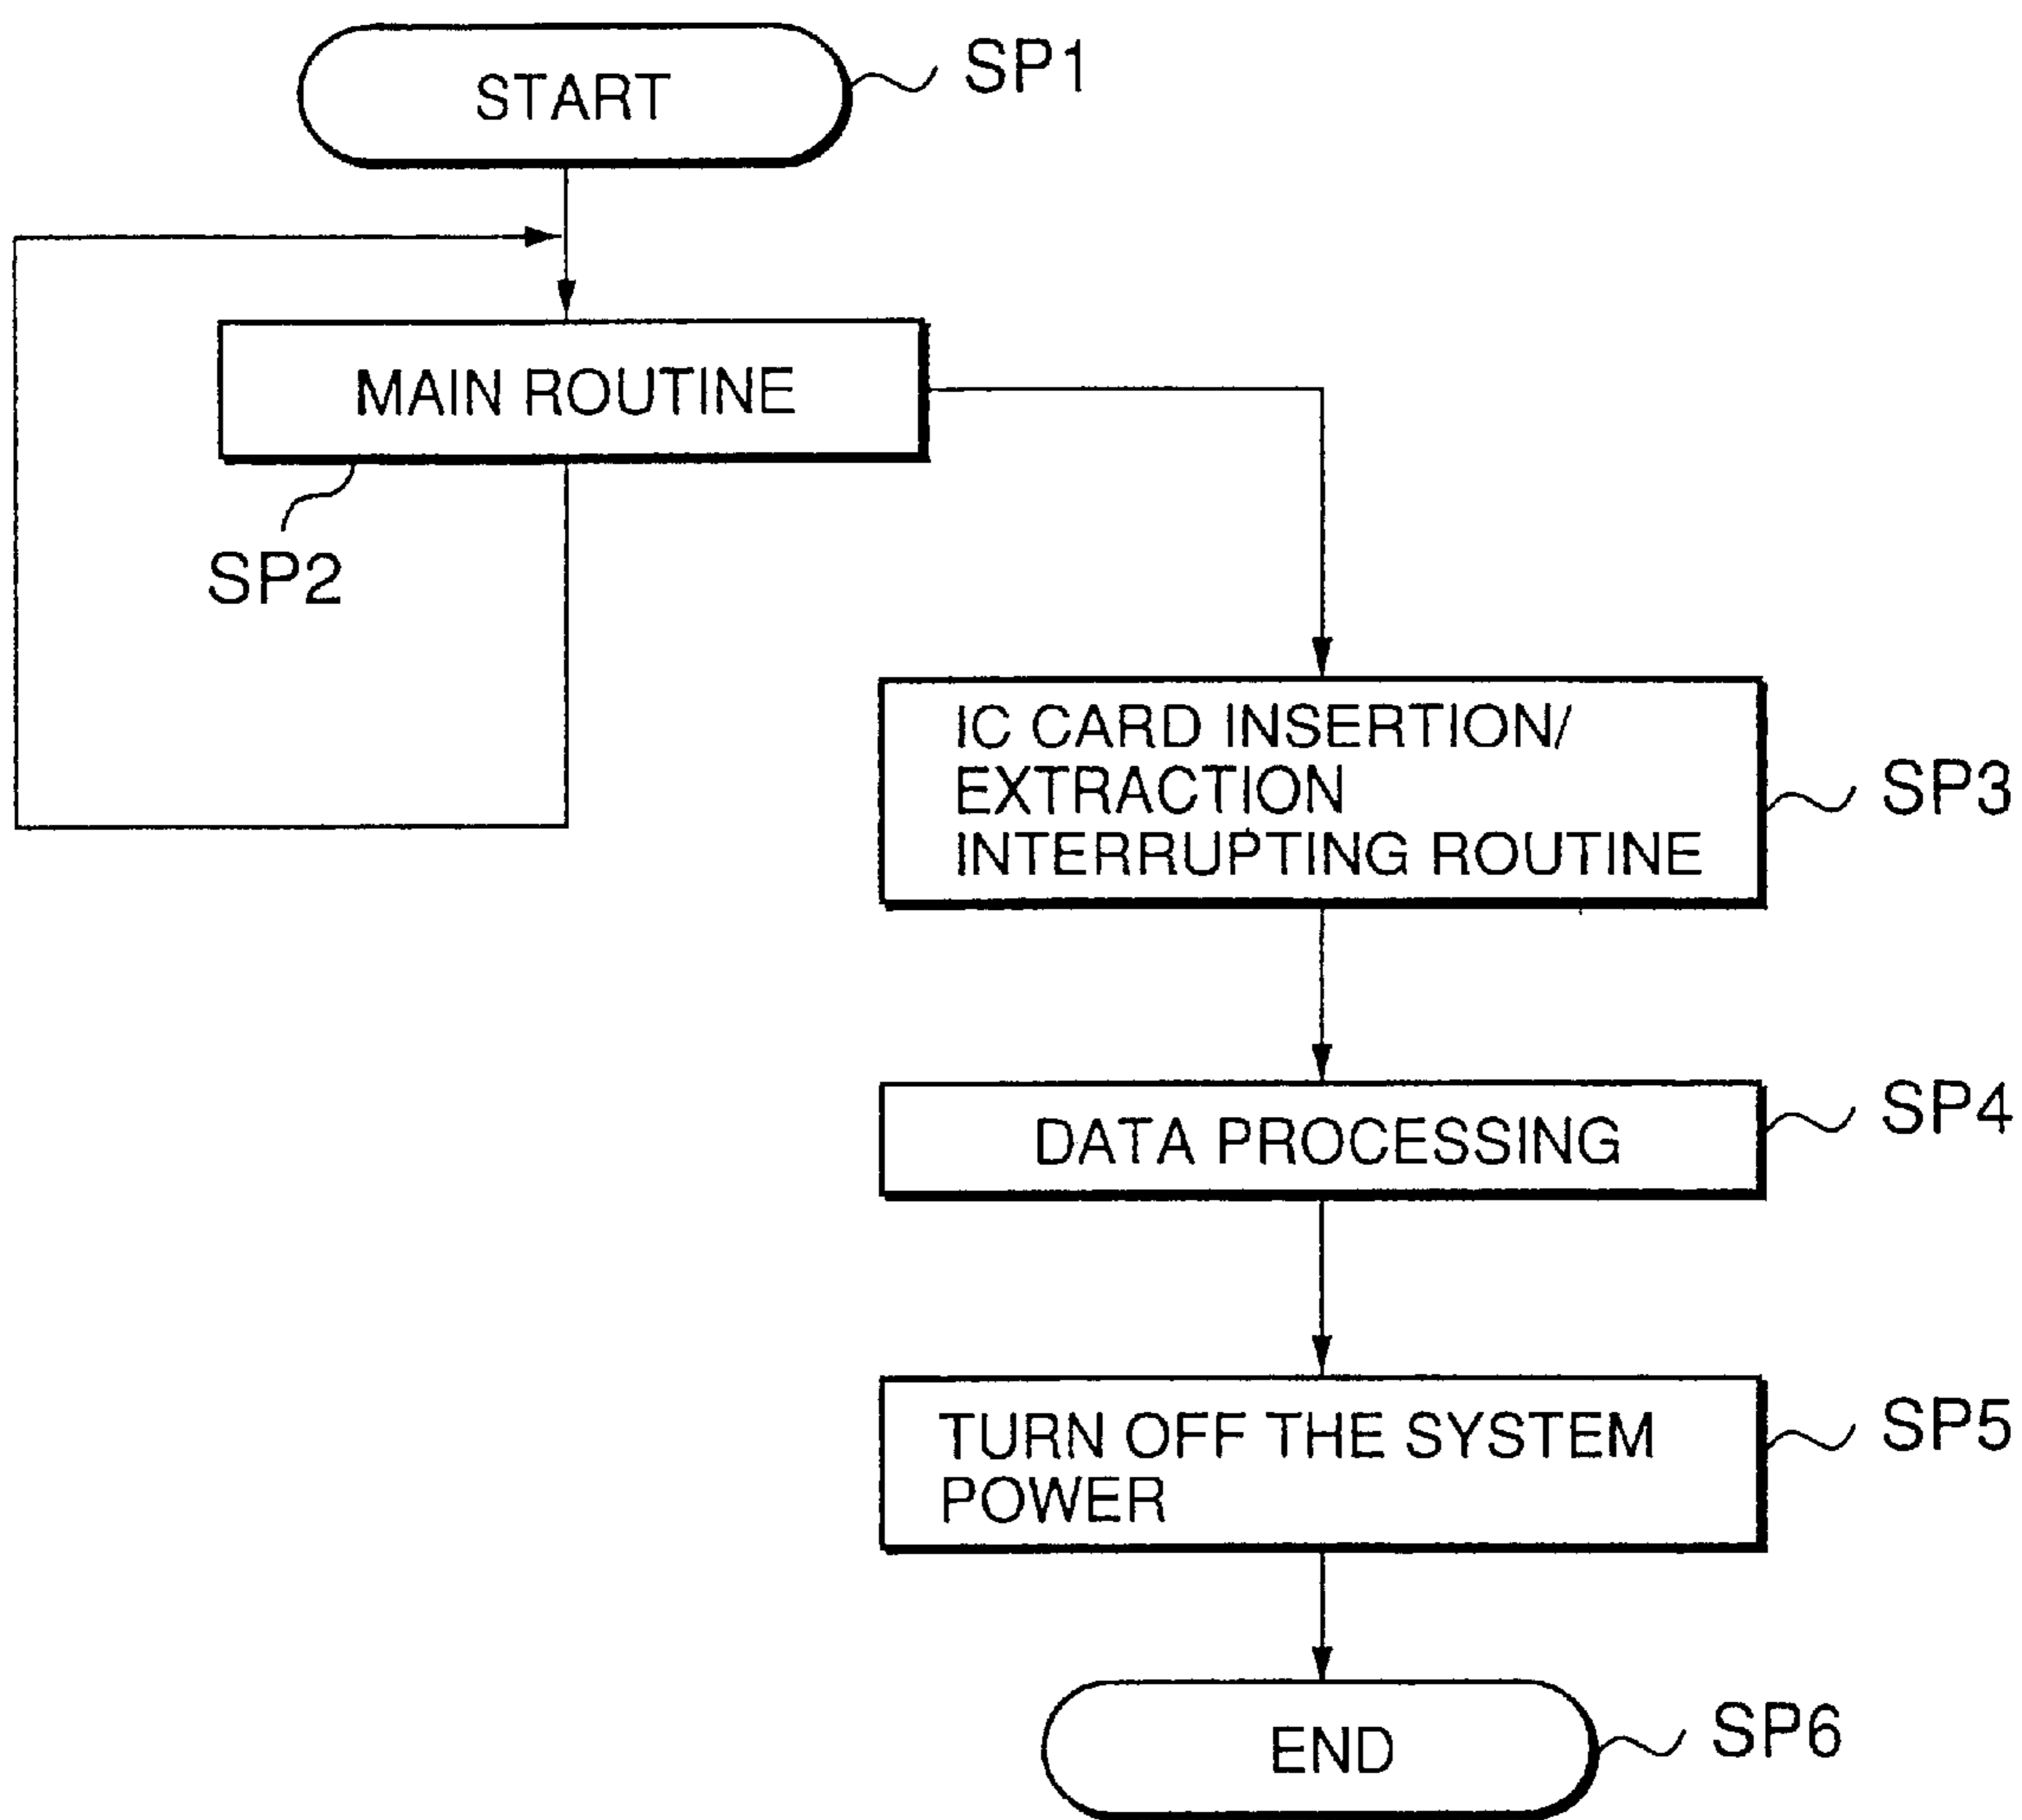 START
SP1
MAIN ROUTINE
SP2
IC CARD INSERTION/
EXTRACTION
INTERRUPTING ROUTINE
SP3
DATA PROCESSING
SP4
TURN OFF THE SYSTEM
POWER
SP5
END
SP6